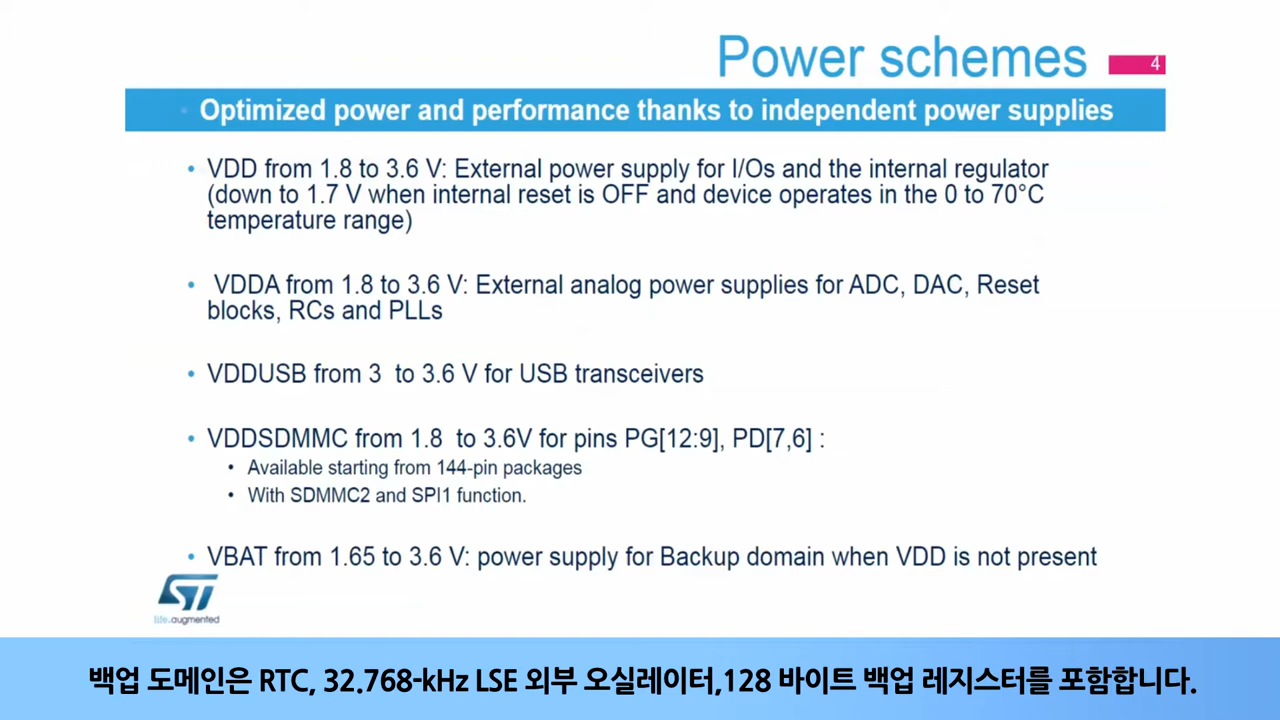 Power schemes
4
Optimized power and performance thanks to independent power supplies
• VDD from 1.8 to 3.6 V: External power supply for I/Os and the internal regulator
(down to 1.7 V when internal reset is OFF and device operates in the 0 to 70°C
temperature range)
• VDDA from 1.8 to 3.6 V: External analog power supplies for ADC, DAC, Reset
blocks, RCs and PLLs
• VDDUSB from 3 to 3.6 V for USB transceivers
• VDDSDMMC from 1.8 to 3.6V for pins PG[12:9], PD[7,6] :
• Available starting from 144-pin packages
• With SDMMC2 and SPI1 function.
• VBAT from 1.65 to 3.6 V: power supply for Backup domain when VDD is not present
ST
life.augmented
백업 도메인은 RTC, 32.768-kHz LSE 외부 오실레이터,128 바이트 백업 레지스터를 포함합니다.